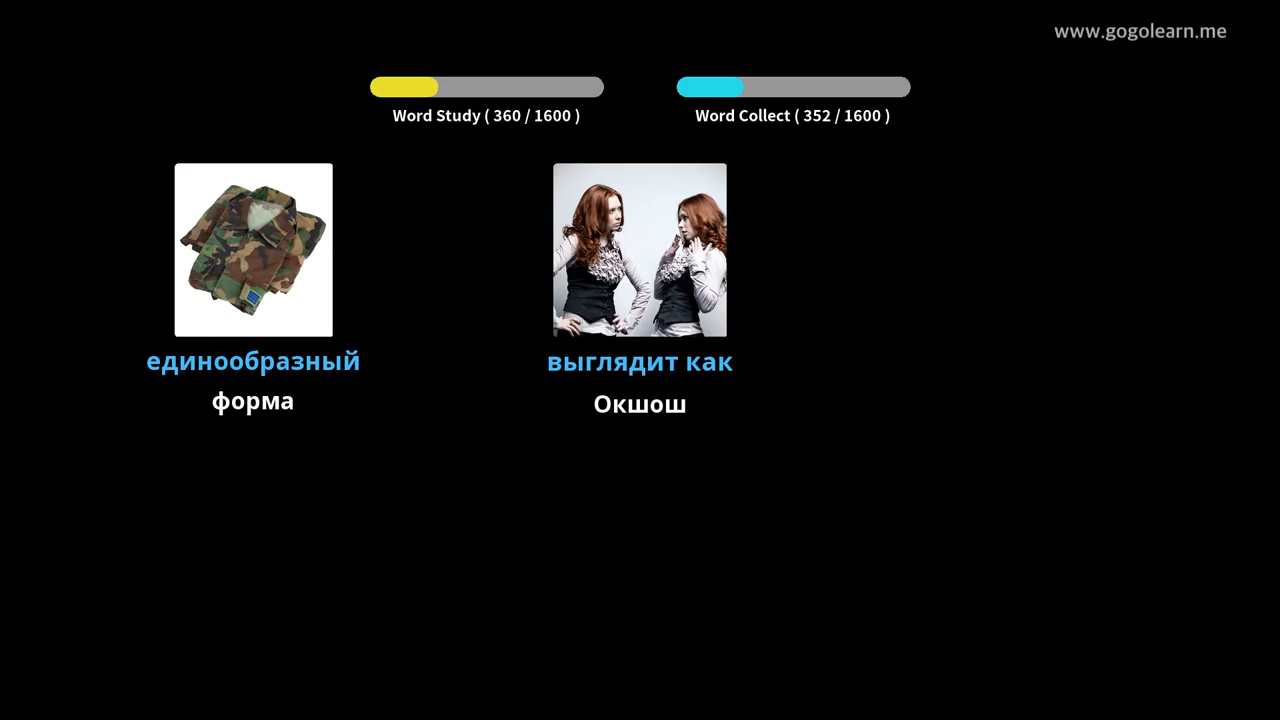 www.gogolearn.me
Word Study ( 360 / 1600 )
Word Collect ( 352 / 1600 )
единообразный
форма
выглядит как
Окшош